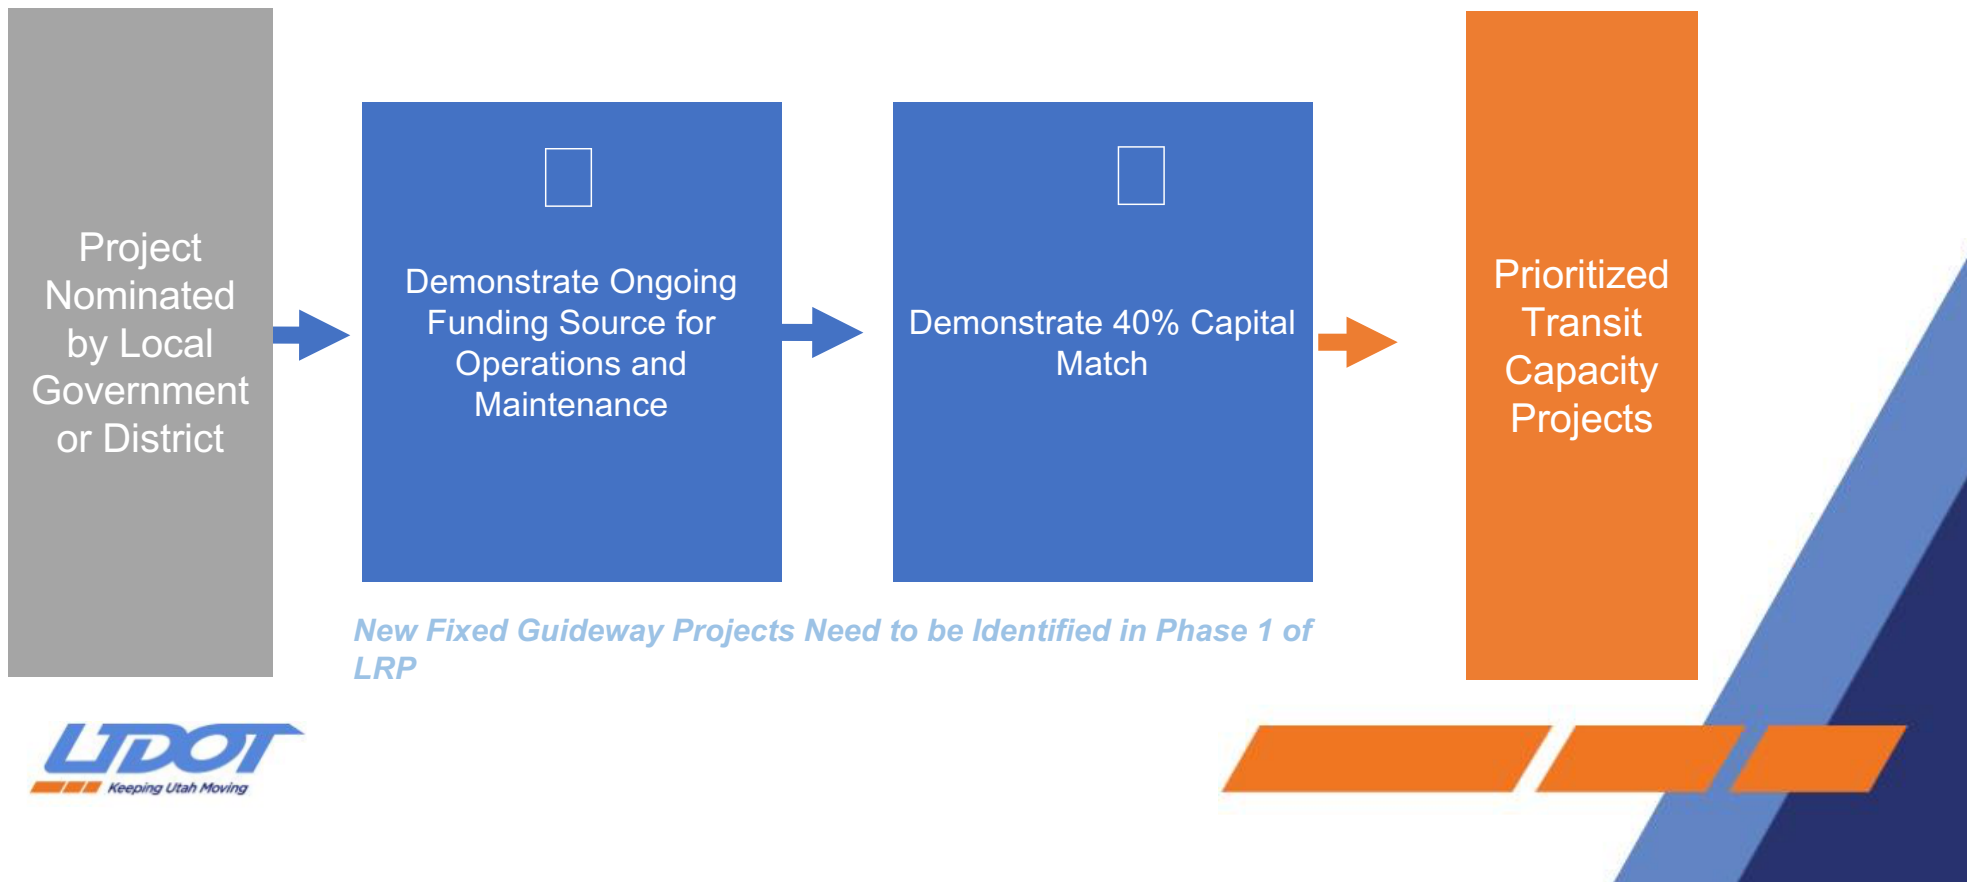 Project
Nominated
by Local
Government
or District
Demonstrate Ongoing
Funding Source for
Operations and
Maintenance
Demonstrate 40% Capital
Match
Prioritized
Transit
Capacity
Projects
New Fixed Guideway Projects Need to be Identified in Phase 1 of
LRP
UDOT
Keeping Utah Moving